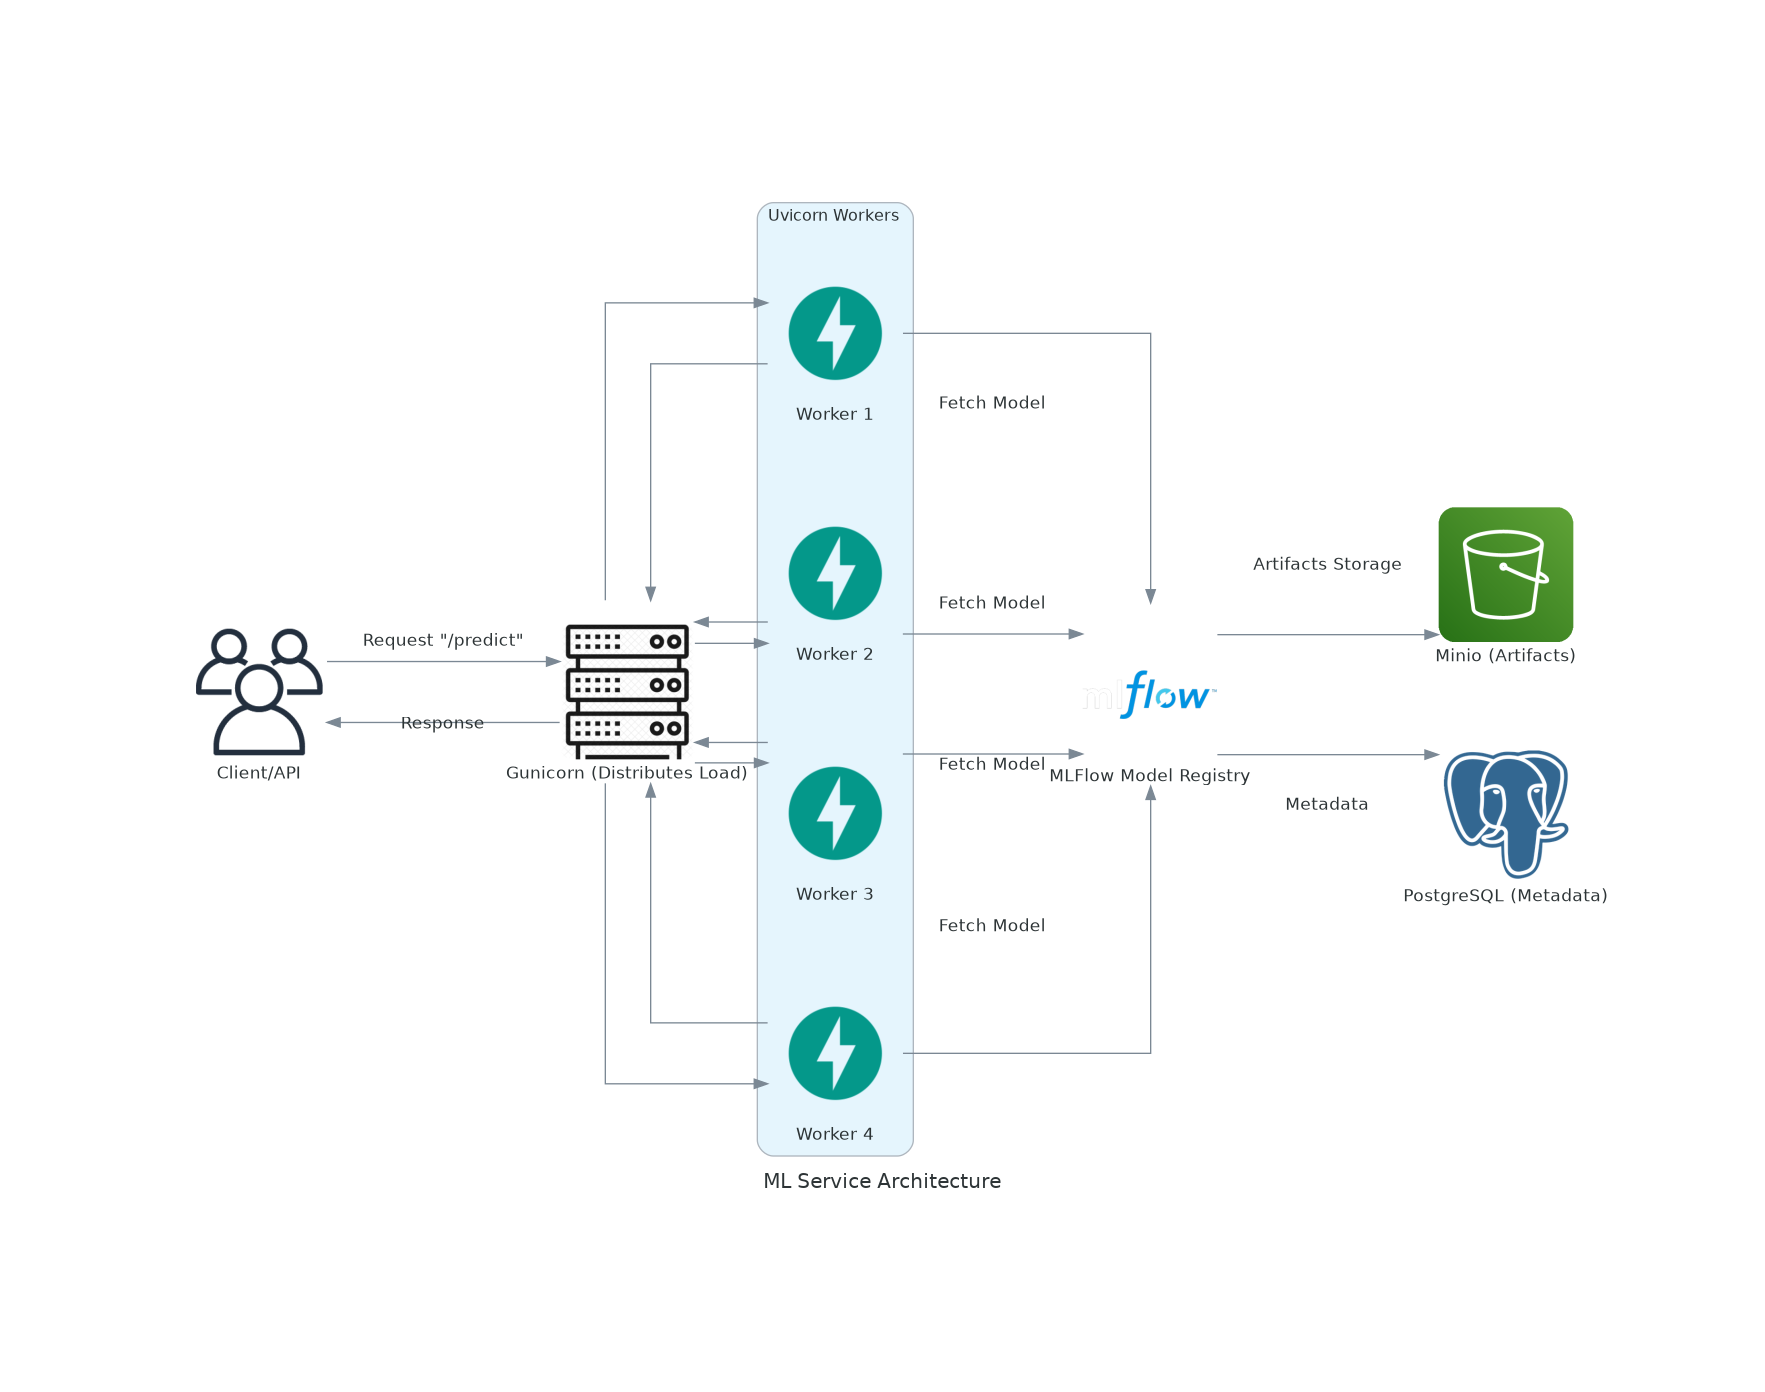 Uvicorn Workers
Worker 1
Fetch Model
Worker 2
Fetch Model
Request "/predict"
Response
Client/API
Gunicorn (Distributes Load)
Fetch Model
mlflow™
MLFlow Model Registry
Artifacts Storage
Minio (Artifacts)
Metadata
PostgreSQL (Metadata)
Worker 3
Fetch Model
Worker 4
ML Service Architecture